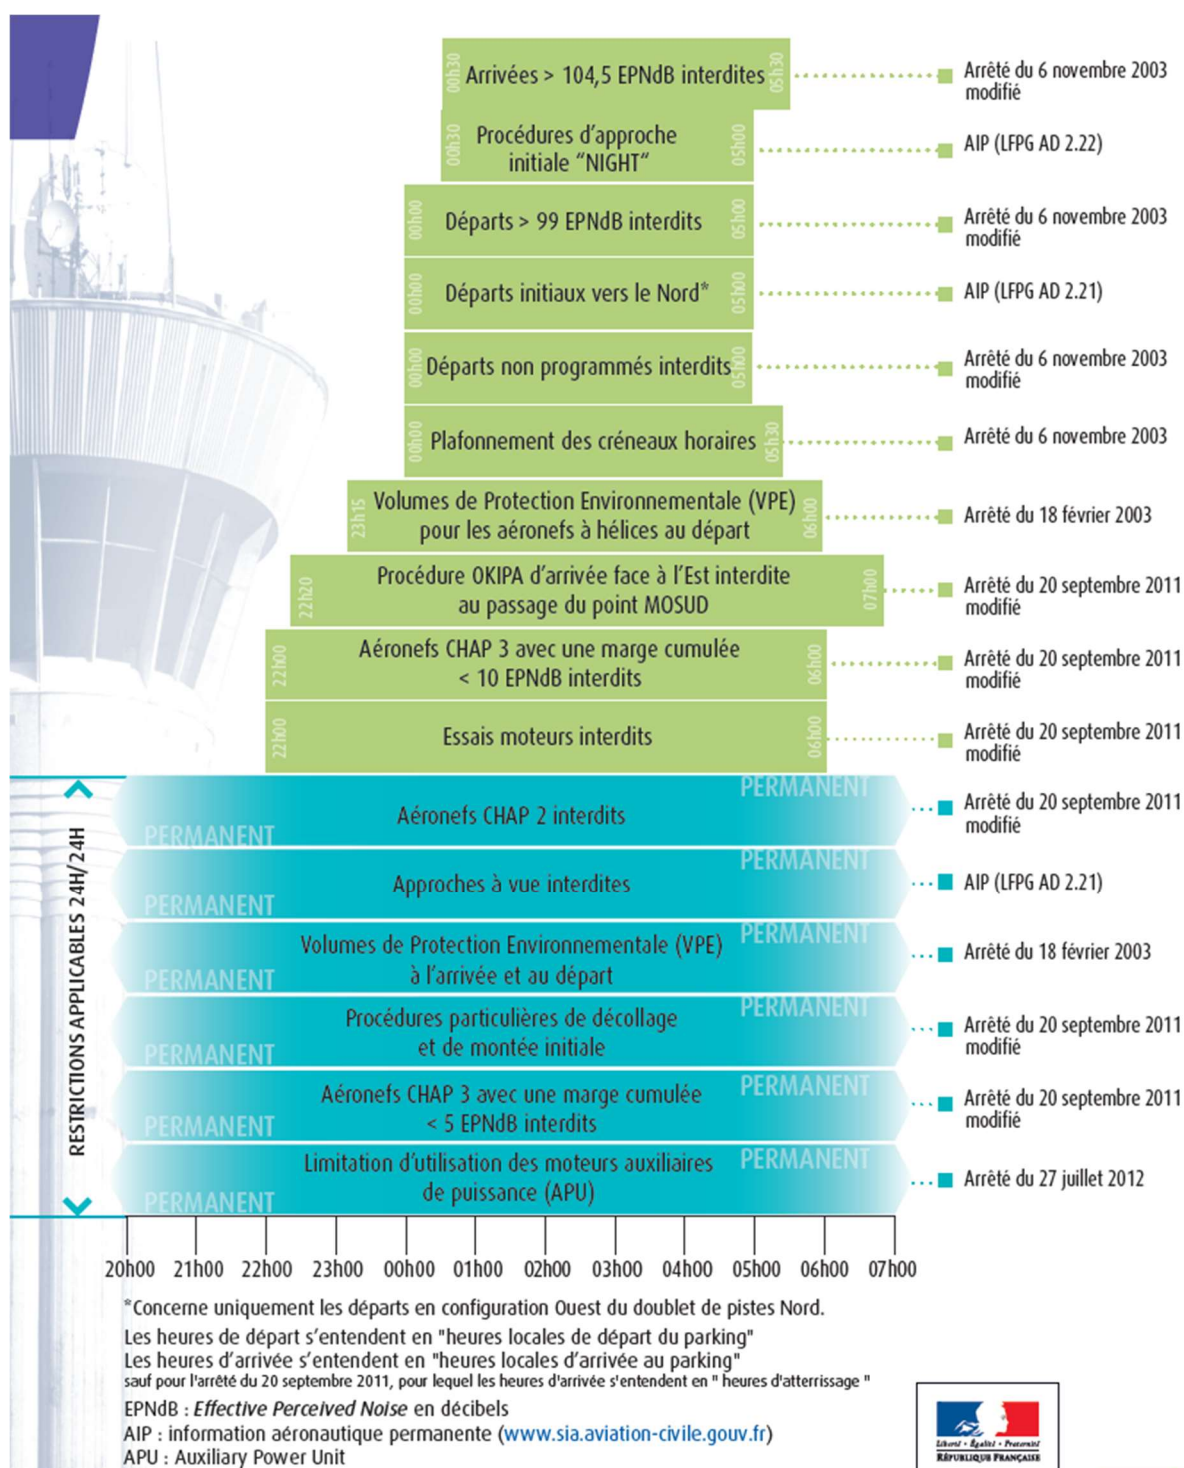 00h30
Arrivées > 104,5 EPNdB interdites
05h30
Arrêté du 6 novembre 2003
modifié
00h30
Procédures d'approche
initiale “NIGHT“
05h00
AIP (LFPG AD 2.22)
00h00
Départs > 99 EPNdB interdits
05h00
Arrêté du 6 novembre 2003
modifié
00h00
Départs initiaux vers le Nord*
05h00
AIP (LFPG AD 2.21)
00h00
Départs non programmés interdits
05h00
Arrêté du 6 novembre 2003
modifié
00h00
Plafonnement des créneaux horaires
05h30
Arrêté du 6 novembre 2003
23h15
Volumes de Protection Environnementale (VPE)
pour les aéronefs à hélices au départ
06h00
Arrêté du 18 février 2003
22h20
Procédure OKIPA d'arrivée face à l'Est interdite
au passage du point MOSUD
07h00
Arrêté du 20 septembre 2011
modifié
22h00
Aéronefs CHAP 3 avec une marge cumulée
< 10 EPNdB interdits
06h00
Arrêté du 20 septembre 2011
modifié
22h00
Essais moteurs interdits
06h00
Arrêté du 20 septembre 2011
modifié
RESTRICTIONS APPLICABLES 24H/24H
PERMANENT
Aéronefs CHAP 2 interdits
PERMANENT
Arrêté du 20 septembre 2011
modifié
PERMANENT
Approches à vue interdites
PERMANENT
AIP (LFPG AD 2.21)
PERMANENT
Volumes de Protection Environnementale (VPE)
à l'arrivée et au départ
PERMANENT
Arrêté du 18 février 2003
PERMANENT
Procédures particulières de décollage
et de montée initiale
PERMANENT
Arrêté du 20 septembre 2011
modifié
PERMANENT
Aéronefs CHAP 3 avec une marge cumulée
< 5 EPNdB interdits
PERMANENT
Arrêté du 20 septembre 2011
modifié
PERMANENT
Limitation d'utilisation des moteurs auxiliaires
de puissance (APU)
PERMANENT
Arrêté du 27 juillet 2012
20h00 21h00 22h00 23h00 00h00 01h00 02h00 03h00 04h00 05h00 06h00 07h00
*Concerne uniquement les départs en configuration Ouest du doublet de pistes Nord.
Les heures de départ s'entendent en "heures locales de départ du parking"
Les heures d'arrivée s'entendent en "heures locales d'arrivée au parking"
sauf pour l'arrêté du 20 septembre 2011, pour lequel les heures d'arrivée s'entendent en " heures d'atterrissage "
EPNdB : Effective Perceived Noise en décibels
AIP : information aéronautique permanente (www.sia.aviation-civile.gouv.fr)
APU : Auxiliary Power Unit
Liberté • Égalité • Fraternité
RÉPUBLIQUE FRANÇAISE